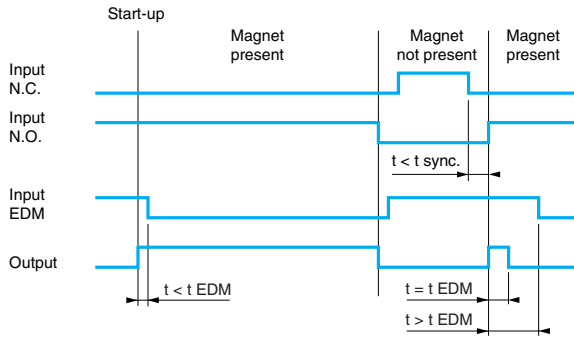 Start-up
Magnet
present
Magnet
not present
Magnet
present
Input
N.C.
Input
N.O.
t < t sync.
Input
EDM
Output
t < t EDM
t = t EDM
t > t EDM